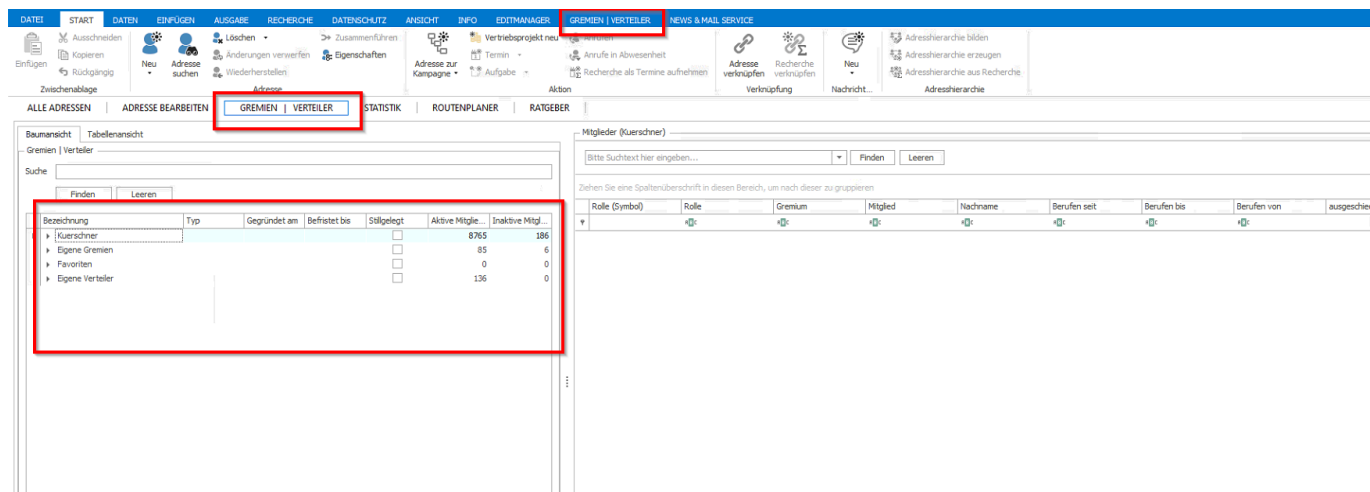 DATEI START DATEN EINFÜGEN AUSGABE RECHERCHE DATENSCHUTZ ANSICHT INFO EDITMANAGER GREMIEN | VERTEILER NEWS & MAIL SERVICE
Einfügen
Ausschneiden
Kopieren
Rückgängig
Zwischenablage
Neu
Adresse suchen
Löschen
Änderungen verwerfen
Wiederherstellen
Zusammenführen
Eigenschaften
Adresse
Adresse zur Kampagne
Vertriebsprojekt neu
Termin
Aufgabe
Anrufen
Anrufe in Abwesenheit
Recherche als Termine aufnehmen
Aktion
Adresse verknüpfen
Recherche verknüpfen
Verknüpfung
Neu
Nachricht...
Adresshierarchie bilden
Adresshierarchie erzeugen
Adresshierarchie aus Recherche
Adresshierarchie
ALLE ADRESSEN | ADRESSE BEARBEITEN GREMIEN | VERTEILER STATISTIK | ROUTENPLANER | RATGEBER |
Baumansicht Tabellenansicht
Gremien | Verteiler
Suche
Finden Leeren
Bezeichnung Typ Gegründet am Befristet bis Stillgelegt Aktive Mitglie... Inaktive Mitgl...
Kuerschner 8765 186
Eigene Gremien 85 6
Favoriten 0 0
Eigene Verteiler 136 0
Mitglieder (Kuerschner)
Bitte Suchtext hier eingeben... Finden Leeren
Ziehen Sie eine Spaltenüberschrift in diesen Bereich, um nach dieser zu gruppieren
Rolle (Symbol) Rolle Gremium Mitglied Nachname Berufen seit Berufen bis Berufen von ausgeschied